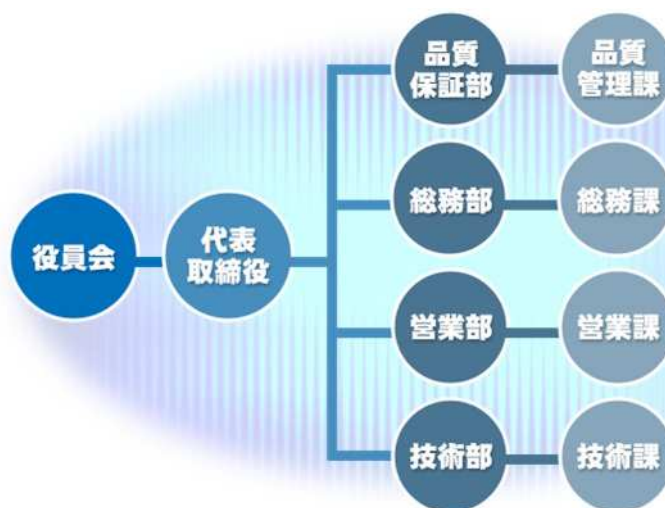 品質
保証部
品質
管理課
総務部
総務課
役員会
代表
取締役
営業部
営業課
技術部
技術課